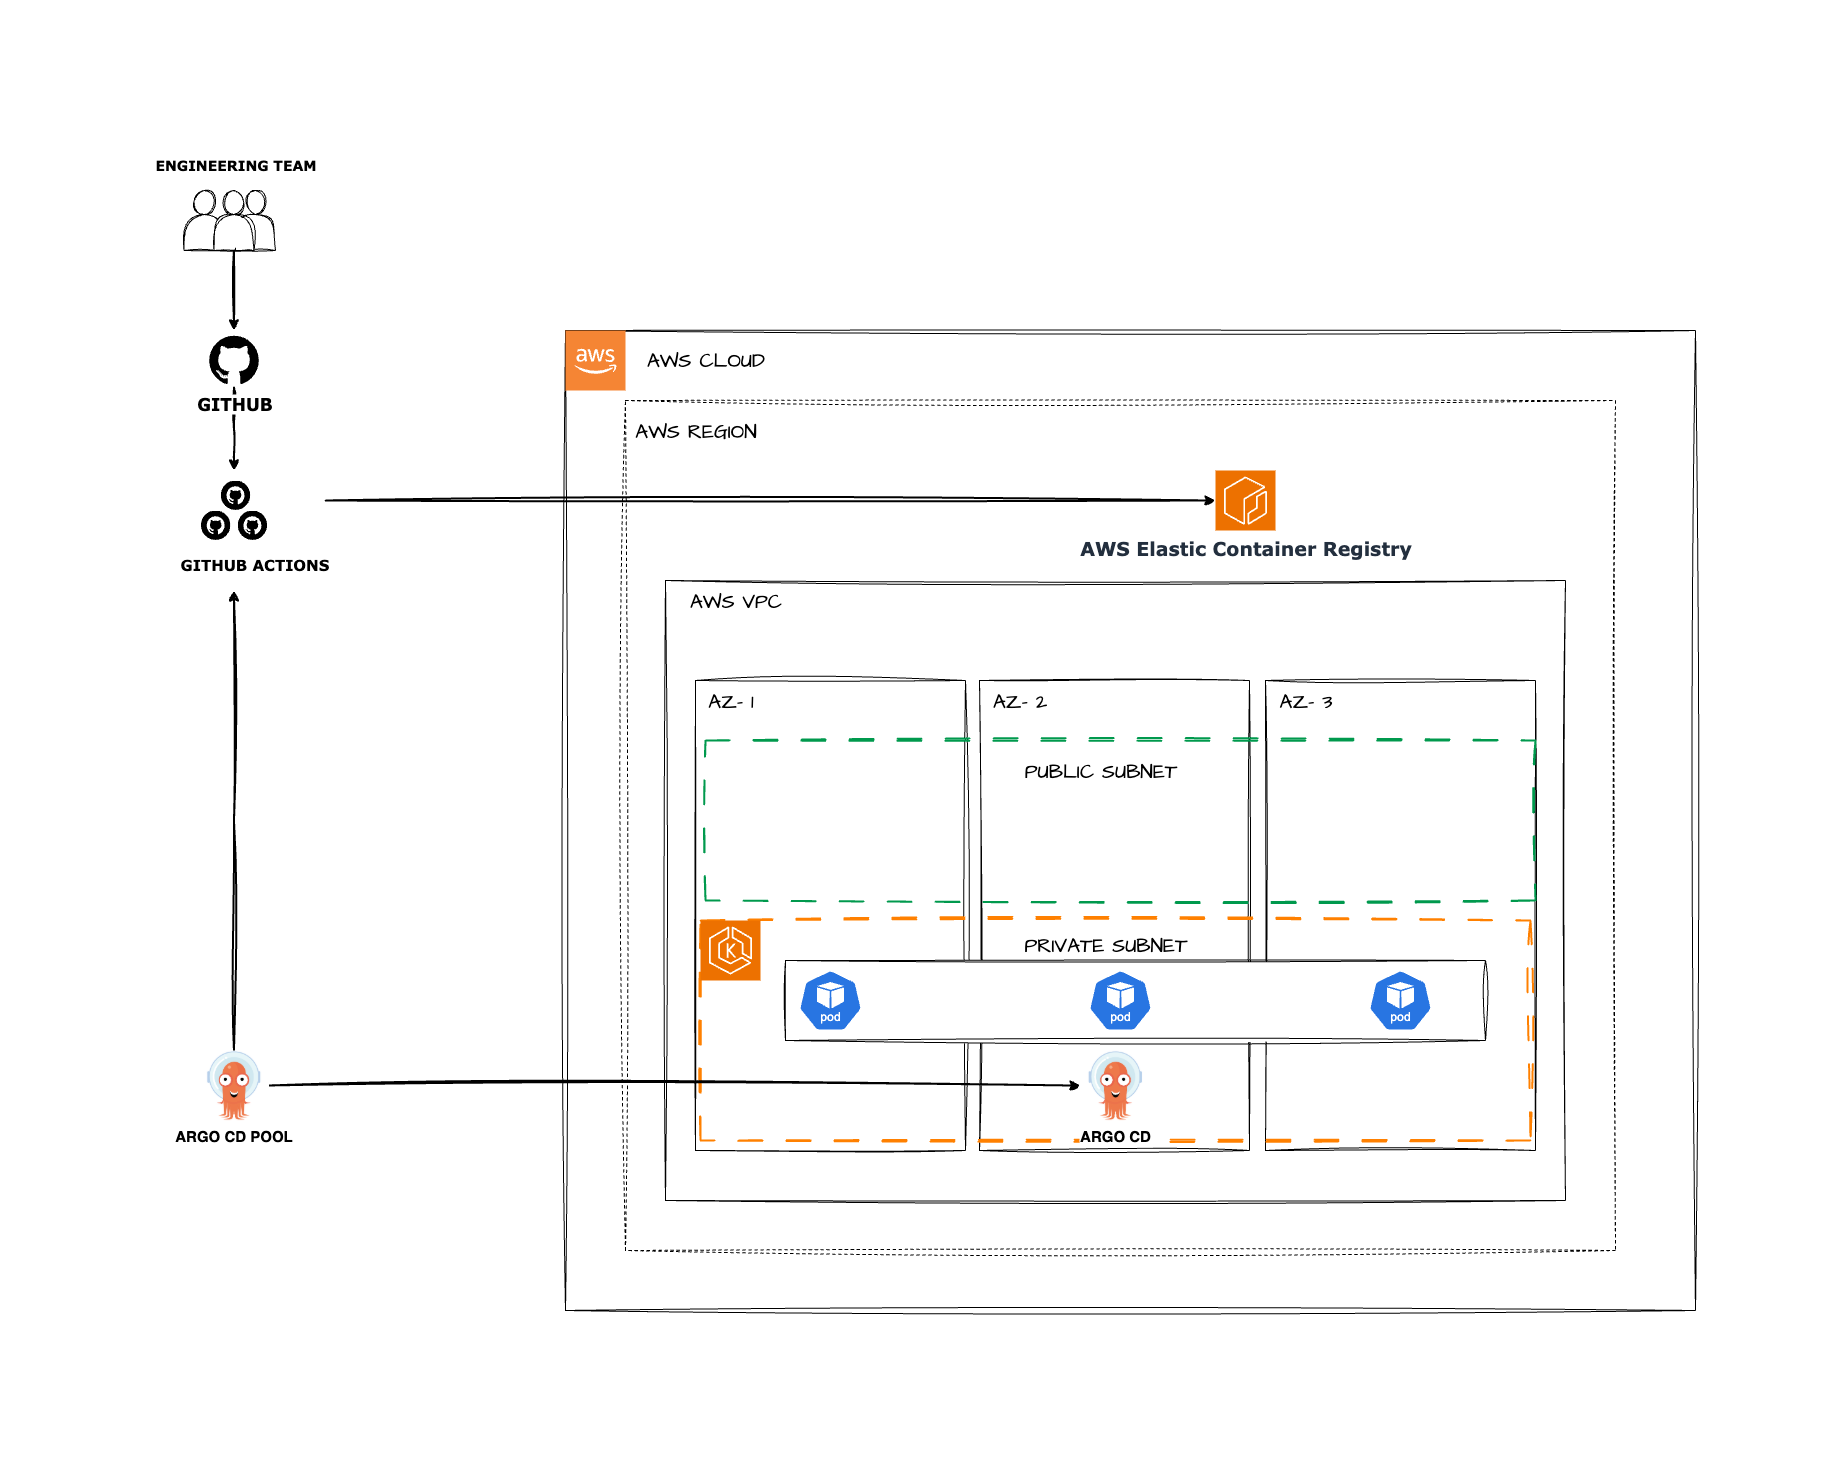 ENGINEERING TEAM
GITHUB
GITHUB ACTIONS
ARGO CD POOL
aws
AWS CLOUD
AWS REGION
AWS Elastic Container Registry
AWS VPC
AZ- 1
AZ- 2
AZ- 3
PUBLIC SUBNET
K
PRIVATE SUBNET
pod
pod
pod
ARGO CD